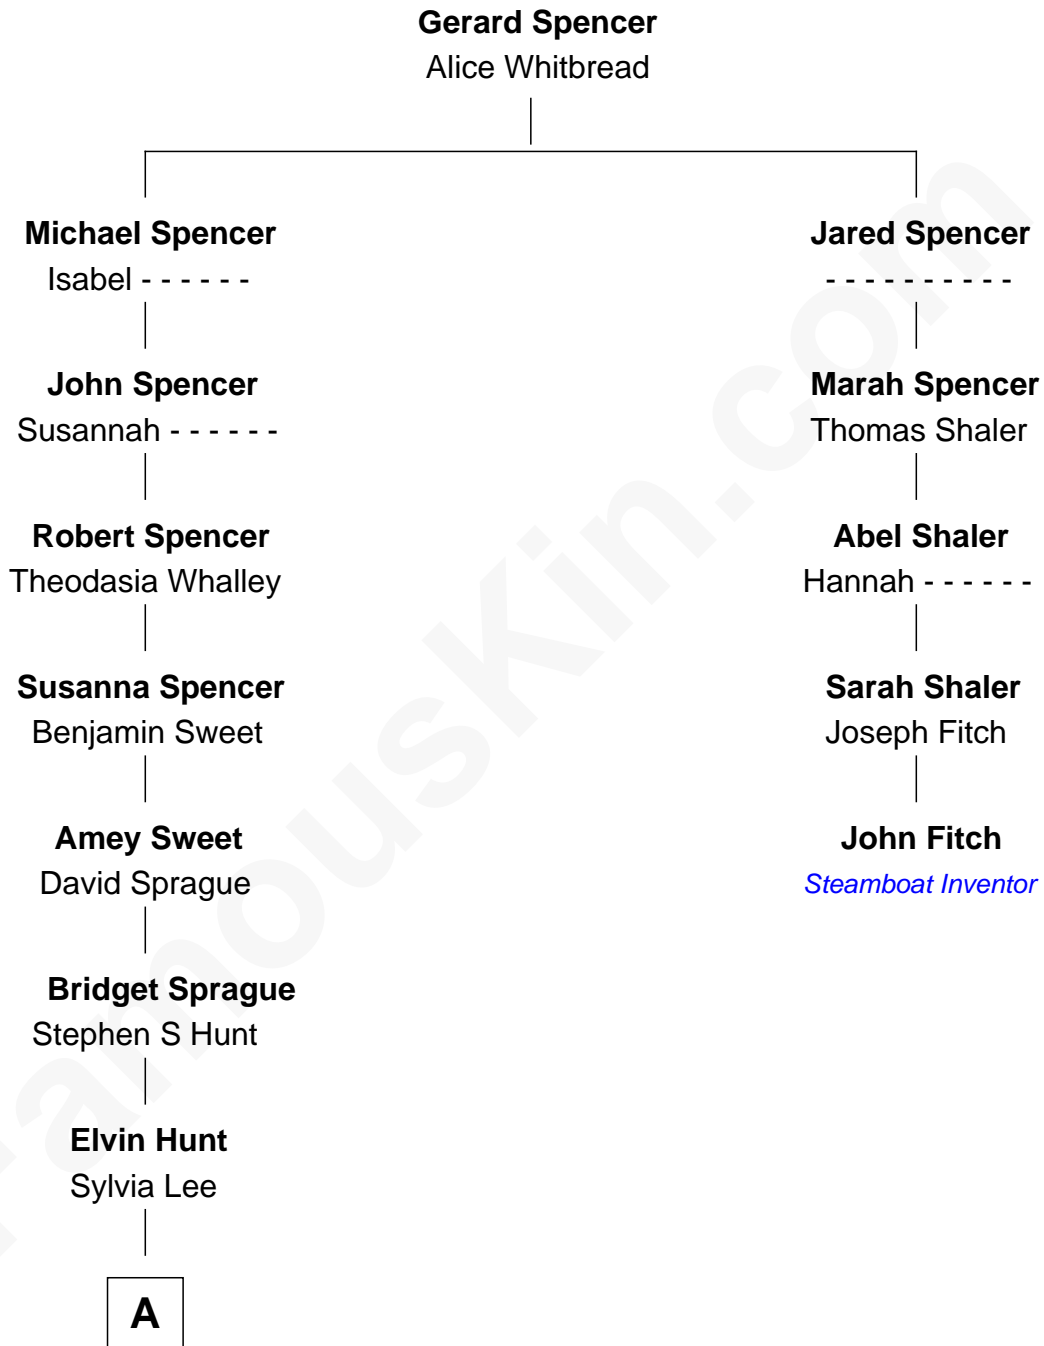 Gerard Spencer
Alice Whitbread
Michael Spencer
Isabel - - - - - -
John Spencer
Susannah - - - - - -
Robert Spencer
Theodasia Whalley
Susanna Spencer
Benjamin Sweet
Amey Sweet
David Sprague
Bridget Sprague
Stephen S Hunt
Elvin Hunt
Sylvia Lee
A
Jared Spencer
- - - - - - - - - -
Marah Spencer
Thomas Shaler
Abel Shaler
Hannah - - - - - -
Sarah Shaler
Joseph Fitch
John Fitch
Steamboat Inventor
FamousKin.com